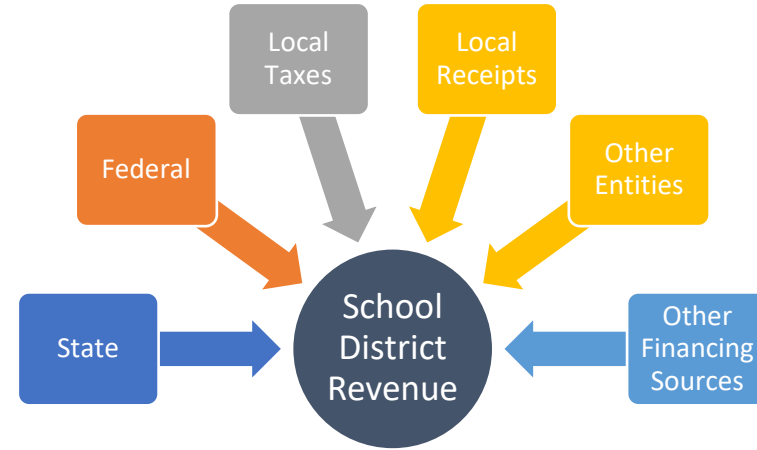 Local
Taxes
Local
Receipts
Federal
Other
Entities
State
School
District
Revenue
Other
Financing
Sources